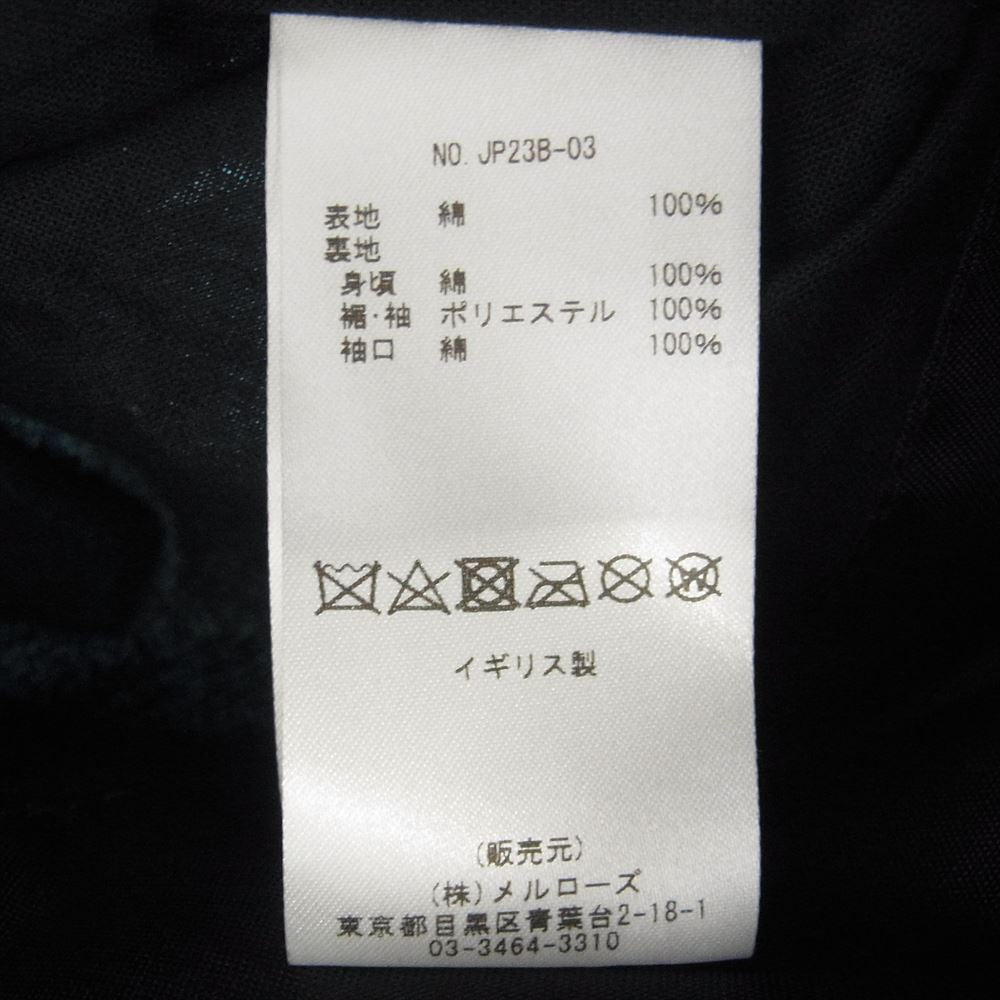 NO. JP23B-03
表地 綿 100%
裏地
身頃 綿 100%
裾・袖 ポリエステル 100%
袖口 綿 100%
イギリス製
(販売元)
(株)メルローズ
東京都目黒区青葉台2-18-1
03-3464-3310